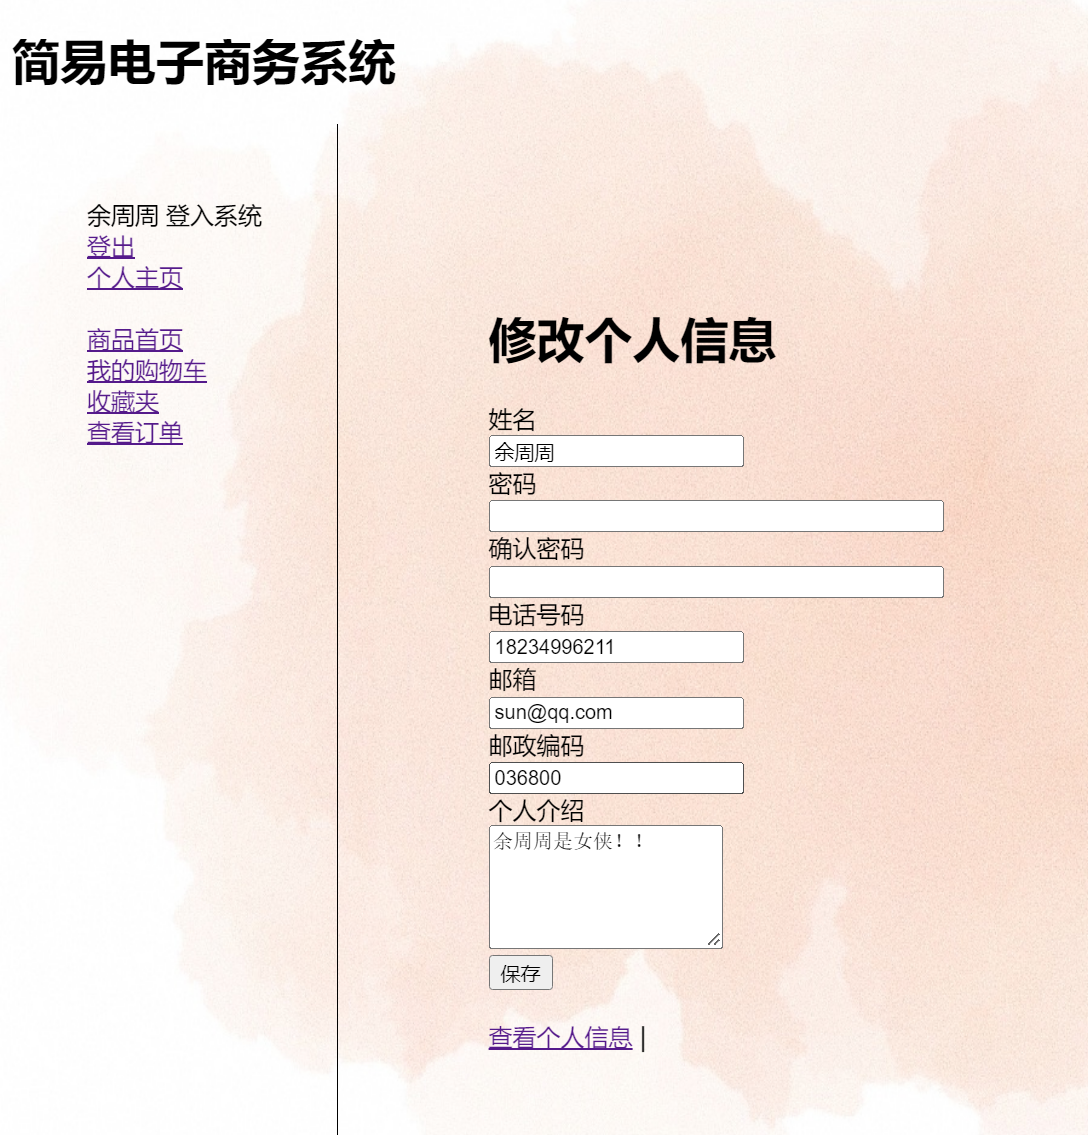 简易电子商务系统
余周周 登入系统
登出
个人主页
商品首页
我的购物车
收藏夹
查看订单
修改个人信息
姓名
余周周
密码
确认密码
电话号码
18234996211
邮箱
sun@qq.com
邮政编码
036800
个人介绍
余周周是女侠！！
保存
查看个人信息 |